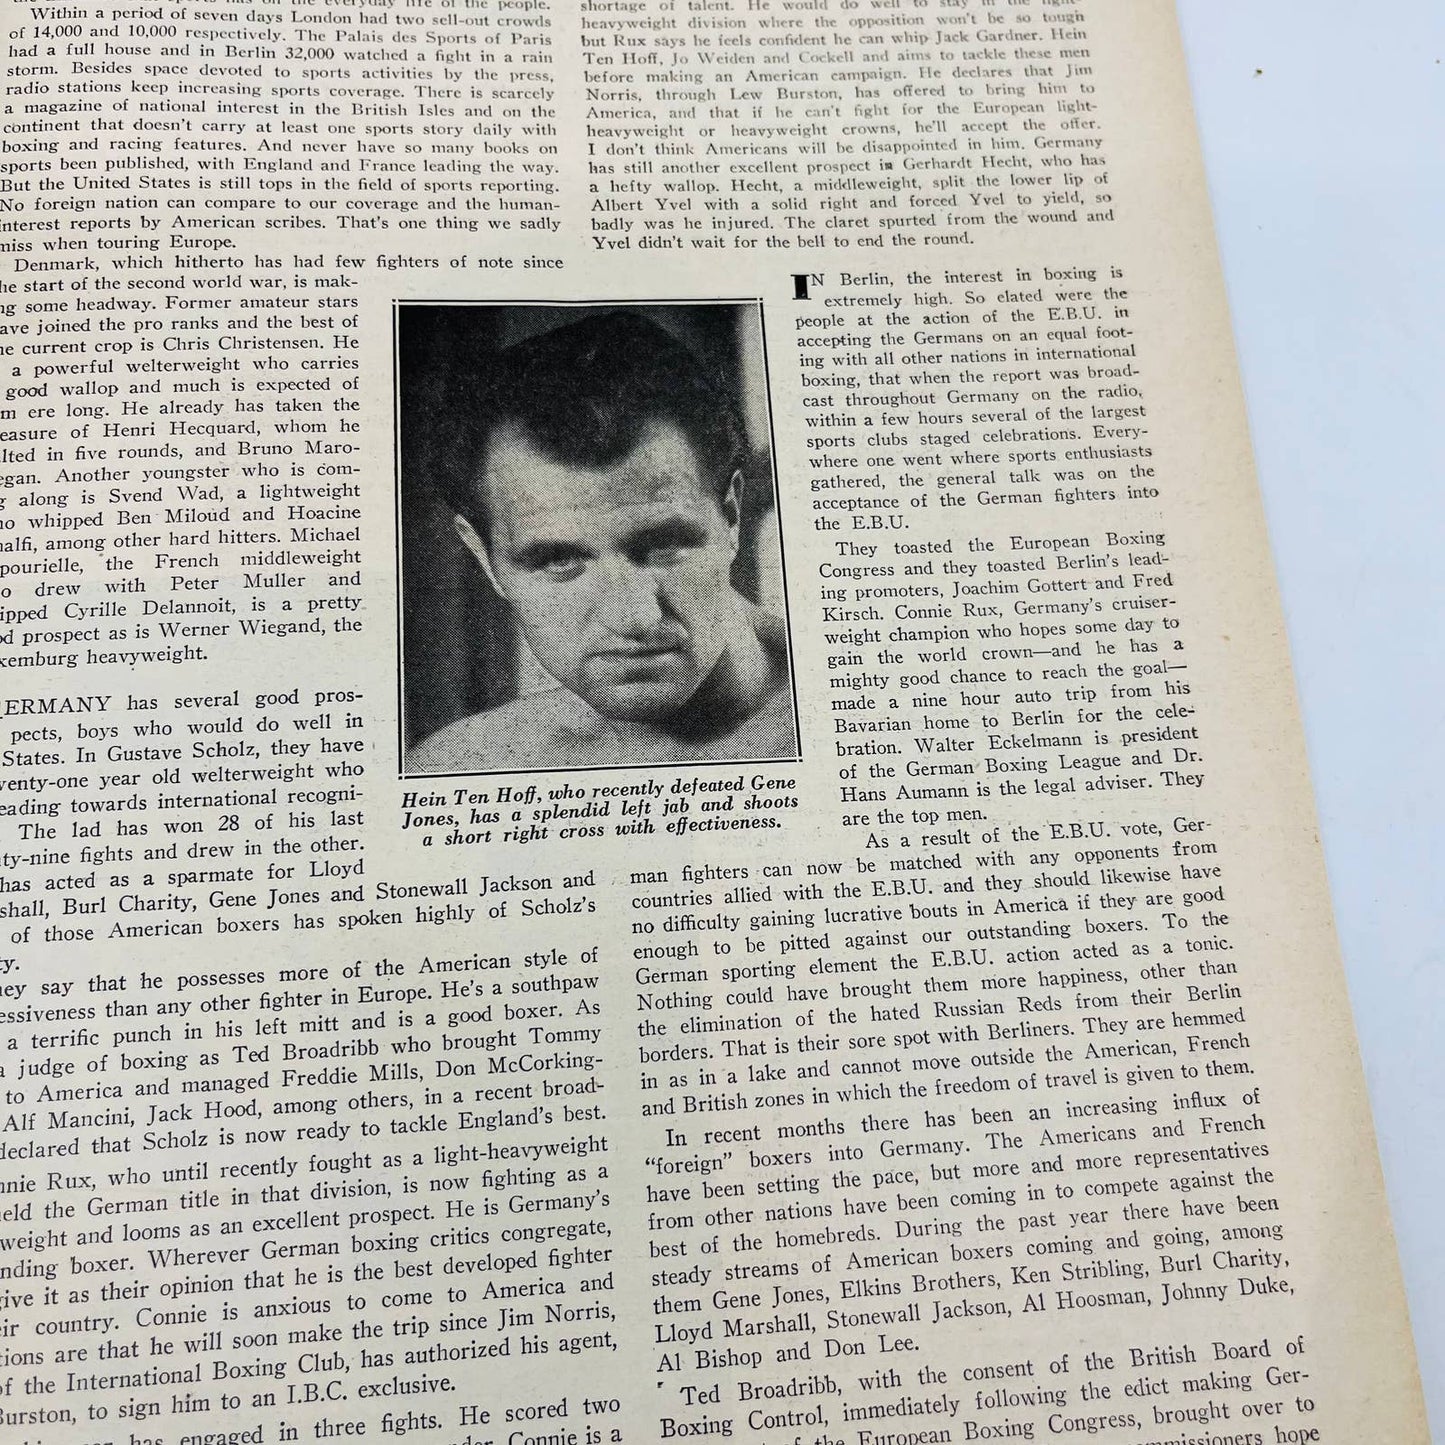 Within a period of seven days London had two sell-out crowds
of 14,000 and 10,000 respectively. The Palais des Sports of Paris
had a full house and in Berlin 32,000 watched a fight in a rain
storm. Besides space devoted to sports activities by the press,
radio stations keep increasing sports coverage. There is scarcely
a magazine of national interest in the British Isles and on the
continent that doesn't carry at least one sports story daily with
boxing and racing features. And never have so many books on
sports been published, with England and France leading the way.
But the United States is still tops in the field of sports reporting.
No foreign nation can compare to our coverage and the human-
interest reports by American scribes. That's one thing we sadly
miss when touring Europe.
Denmark, which hitherto has had few fighters of note since
he start of the second world war, is mak-
ng some headway. Former amateur stars
ave joined the pro ranks and the best of
ne current crop is Chris Christensen. He
a powerful welterweight who carries
good wallop and much is expected of
m ere long. He already has taken the
easure of Henri Hecquard, whom he
lted in five rounds, and Bruno Maro-
egan. Another youngster who is com-
g along is Svend Wad, a lightweight
ho whipped Ben Miloud and Hoacine
halfi, among other hard hitters. Michael
pourielle, the French middleweight
o drew with Peter Muller and
ipped Cyrille Delannoit, is a pretty
od prospect as is Werner Wiegand, the
xemburg heavyweight.
ERMANY has several good pros-
pects, boys who would do well in
States. In Gustave Scholz, they have
wenty-one year old welterweight who
eading towards international recogni-
The lad has won 28 of his last
ty-nine fights and drew in the other.
has acted as a sparmate for Lloyd
shall, Burl Charity, Gene Jones and Stonewall Jackson and
of those American boxers has spoken highly of Scholz's
ty.
ey say that he possesses more of the American style of
essiveness than any other fighter in Europe. He's a southpaw
a terrific punch in his left mitt and is a good boxer. As
a judge of boxing as Ted Broadribb who brought Tommy
to America and managed Freddie Mills, Don McCorking-
Alf Mancini, Jack Hood, among others, in a recent broad-
declared that Scholz is now ready to tackle England's best.
nnie Rux, who until recently fought as a light-heavyweight
eld the German title in that division, is now fighting as a
weight and looms as an excellent prospect. He is Germany's
nding boxer. Wherever German boxing critics congregate,
give it as their opinion that he is the best developed fighter
eir country. Connie is anxious to come to America and
tions are that he will soon make the trip since Jim Norris,
of the International Boxing Club, has authorized his agent,
Burston, to sign him to an I.B.C. exclusive.
has engaged in three fights. He scored two
Connie is a
Hein Ten Hoff, who recently defeated Gene
Jones, has a splendid left jab and shoots
a short right cross with effectiveness.
shortage of talent. He would do well to stay in the light-
heavyweight division where the opposition won't be so tough
but Rux says he feels confident he can whip Jack Gardner. Hein
Ten Hoff, Jo Weiden and Cockell and aims to tackle these men
before making an American campaign. He declares that Jim
Norris, through Lew Burston, has offered to bring him to
America, and that if he can't fight for the European light-
heavyweight or heavyweight crowns, he'll accept the offer.
I don't think Americans will be disappointed in him. Germany
has still another excellent prospect in Gerhardt Hecht, who has
a hefty wallop. Hecht, a middleweight, split the lower lip of
Albert Yvel with a solid right and forced Yvel to yield, so
badly was he injured. The claret spurted from the wound and
Yvel didn't wait for the bell to end the round.
IN Berlin, the interest in boxing is
extremely high. So elated were the
people at the action of the E.B.U. in
accepting the Germans on an equal foot-
ing with all other nations in international
boxing, that when the report was broad-
cast throughout Germany on the radio,
within a few hours several of the largest
sports clubs staged celebrations. Every-
where one went where sports enthusiasts
gathered, the general talk was on the
acceptance of the German fighters into
the E.B.U.
They toasted the European Boxing
Congress and they toasted Berlin's lead-
ing promoters, Joachim Gottert and Fred
Kirsch. Connie Rux, Germany's cruiser-
weight champion who hopes some day to
gain the world crown—and he has a
mighty good chance to reach the goal—
made a nine hour auto trip from his
Bavarian home to Berlin for the cele-
bration. Walter Eckelmann is president
of the German Boxing League and Dr.
Hans Aumann is the legal adviser. They
are the top men.
As a result of the E.B.U. vote, Ger-
man fighters can now be matched with any opponents from
countries allied with the E.B.U. and they should likewise have
no difficulty gaining lucrative bouts in America if they are good
enough to be pitted against our outstanding boxers. To the
German sporting element the E.B.U. action acted as a tonic.
Nothing could have brought them more happiness, other than
the elimination of the hated Russian Reds from their Berlin
borders. That is their sore spot with Berliners. They are hemmed
in as in a lake and cannot move outside the American, French
and British zones in which the freedom of travel is given to them.
In recent months there has been an increasing influx of
"foreign" boxers into Germany. The Americans and French
have been setting the pace, but more and more representatives
from other nations have been coming in to compete against the
best of the homebreds. During the past year there have been
steady streams of American boxers coming and going, among
them Gene Jones, Elkins Brothers, Ken Stribling, Burl Charity,
Lloyd Marshall, Stonewall Jackson, Al Hoosman, Johnny Duke,
Al Bishop and Don Lee.
Ted Broadribb, with the consent of the British Board of
Boxing Control, immediately following the edict making Ger-
of the European Boxing Congress, brought over to
hope